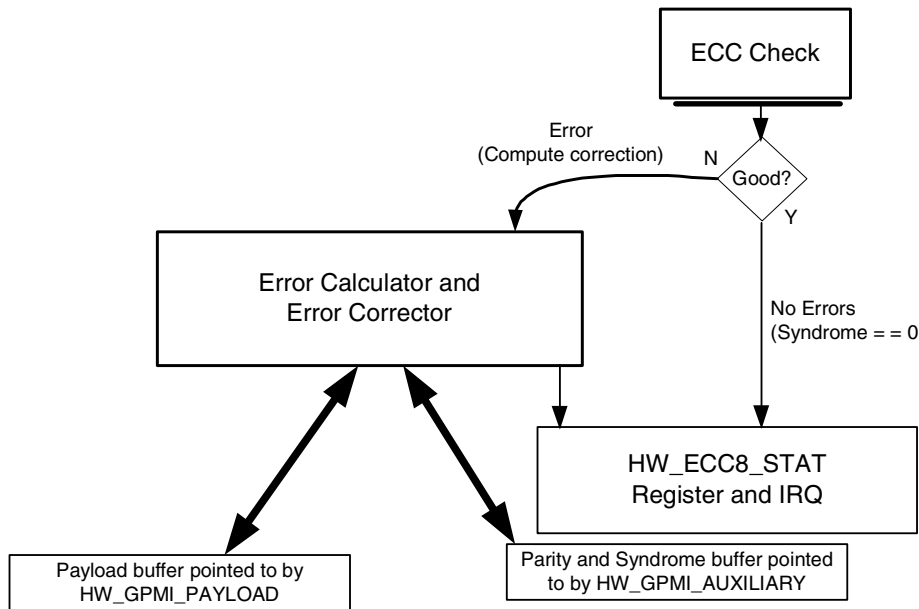 ECC Check
Error
(Compute correction)
N
Good?
Y
Error Calculator and
Error Corrector
No Errors
(Syndrome = = 0
HW_ECC8_STAT
Register and IRQ
Payload buffer pointed to by
HW_GPMI_PAYLOAD
Parity and Syndrome buffer pointed
to by HW_GPMI_AUXILIARY